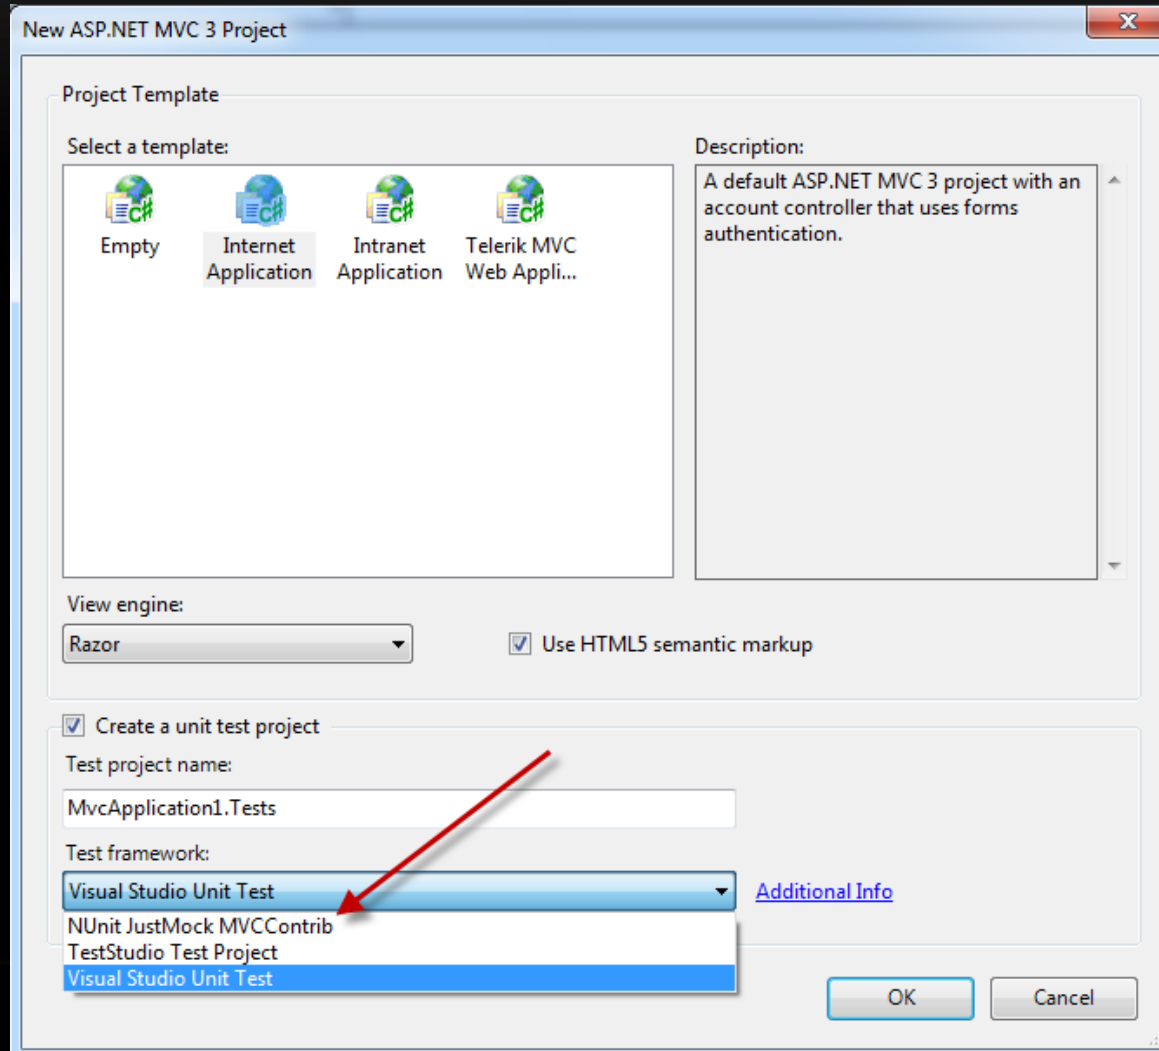 New ASP.NET MVC 3 Project
Project Template
Select a template:
Description:
Empty
Internet
Application
Intranet
Application
Telerik MVC
Web Appli...
A default ASP.NET MVC 3 project with an
account controller that uses forms
authentication.
View engine:
Razor
Use HTML5 semantic markup
Create a unit test project
Test project name:
MvcApplication1.Tests
Test framework:
Visual Studio Unit Test
Additional Info
NUnit JustMock MVCContrib
TestStudio Test Project
Visual Studio Unit Test
OK
Cancel